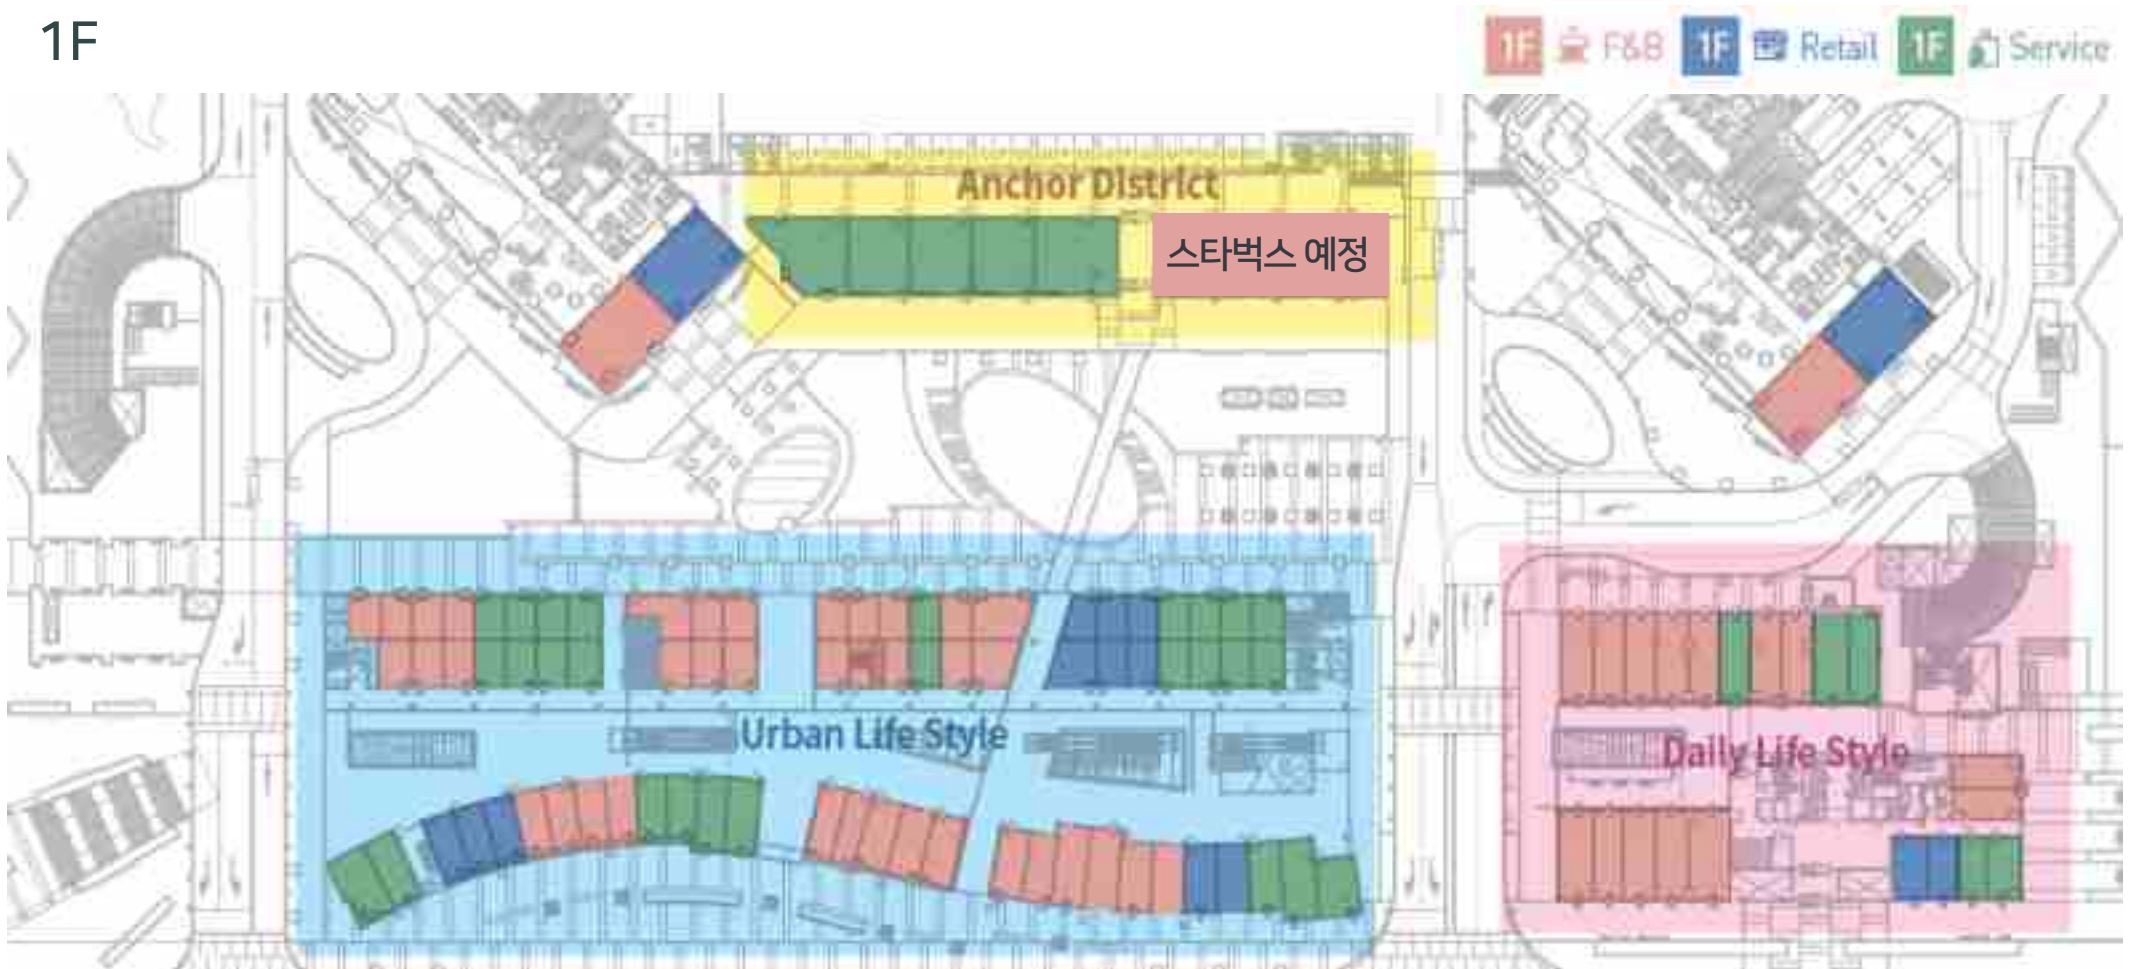 1F
1F F&B 1F Retail 1F Service
Anchor District
스타벅스 예정
Urban Life Style
Daily Life Style